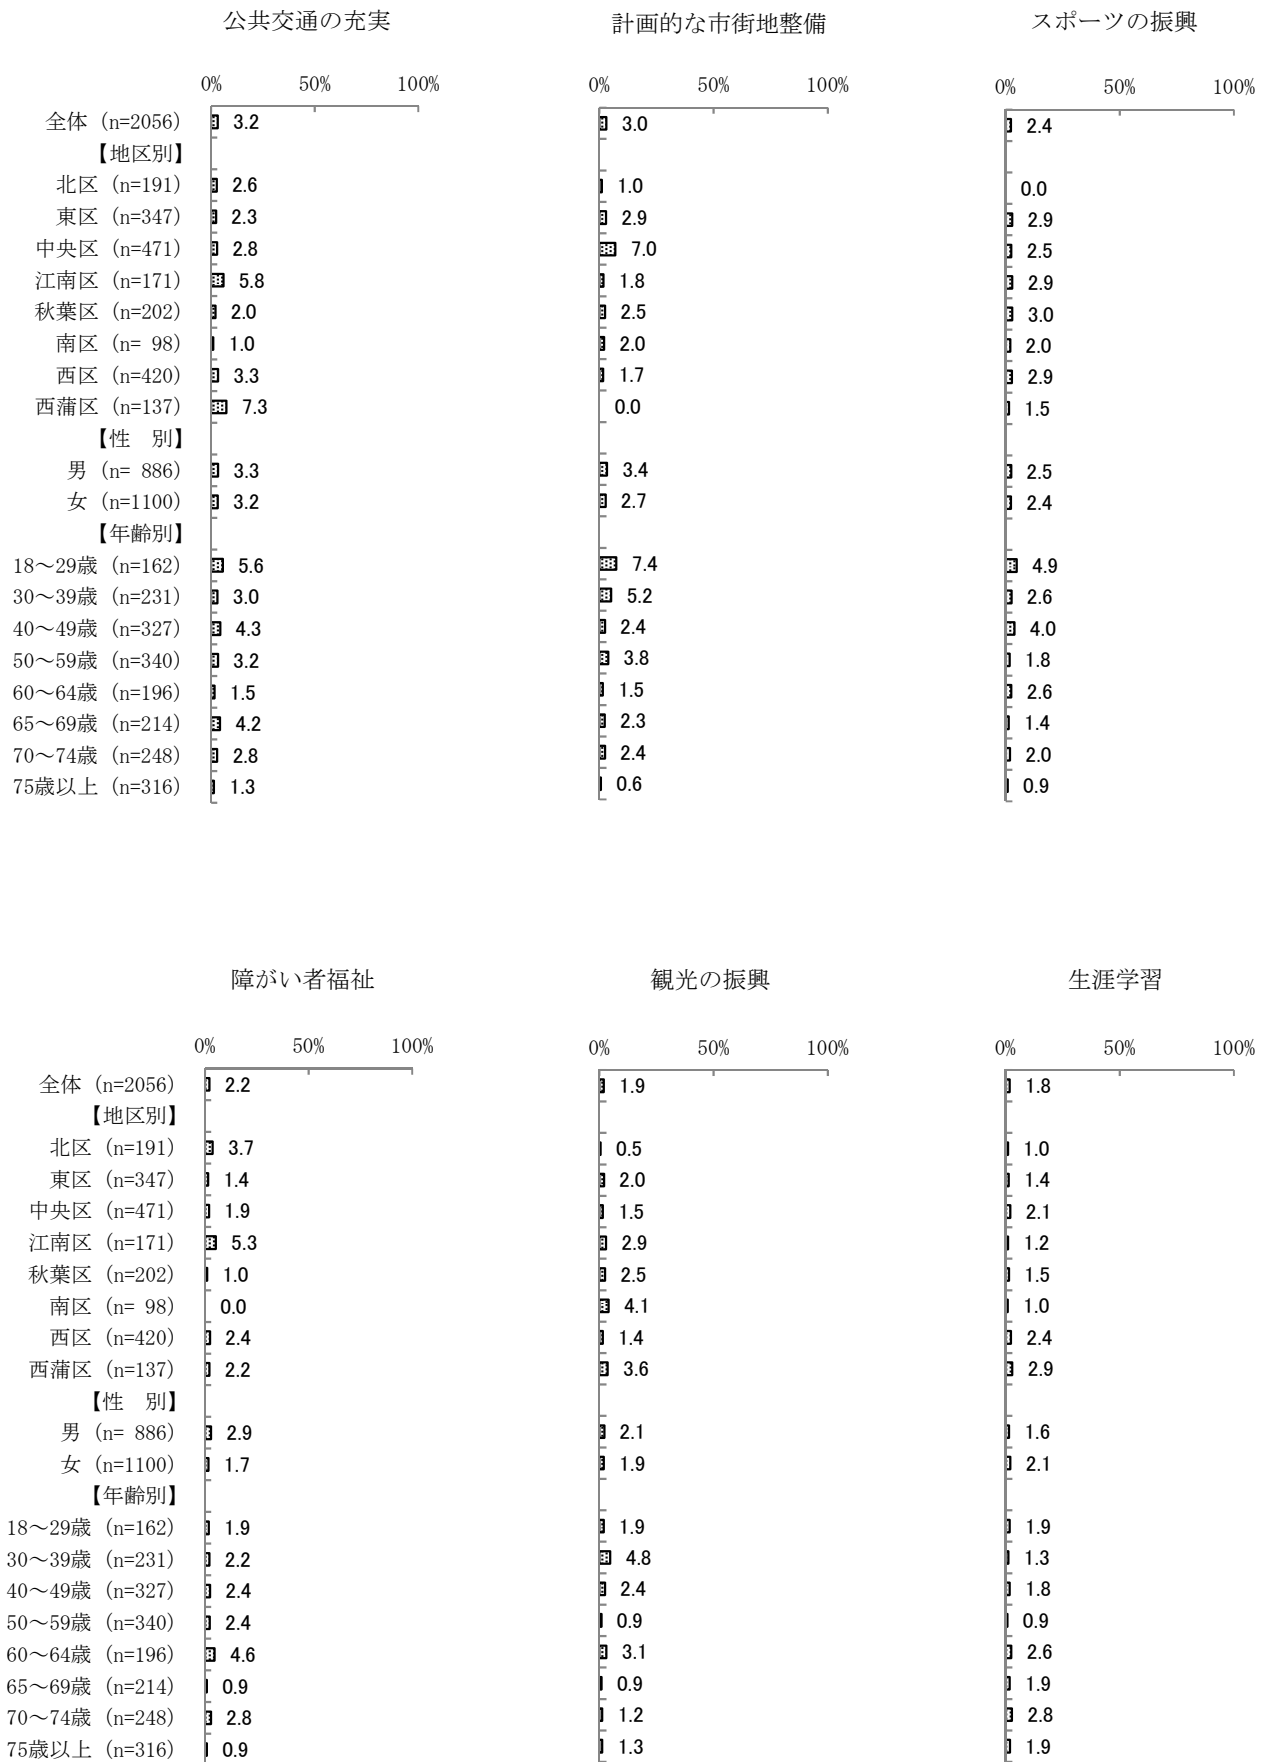 公共交通の充実 計画的な市街地整備 スポーツの振興
0% 50% 100% 0% 50% 100% 0% 50% 100%
全体 (n=2056) 3.2 3.0 2.4
【地区別】
北区 (n=191) 2.6 1.0 0.0
東区 (n=347) 2.3 2.9 2.9
中央区 (n=471) 2.8 7.0 2.5
江南区 (n=171) 5.8 1.8 2.9
秋葉区 (n=202) 2.0 2.5 3.0
南区 (n= 98) 1.0 2.0 2.0
西区 (n=420) 3.3 1.7 2.9
西蒲区 (n=137) 7.3 0.0 1.5
【性　別】
男 (n= 886) 3.3 3.4 2.5
女 (n=1100) 3.2 2.7 2.4
【年齢別】
18～29歳 (n=162) 5.6 7.4 4.9
30～39歳 (n=231) 3.0 5.2 2.6
40～49歳 (n=327) 4.3 2.4 4.0
50～59歳 (n=340) 3.2 3.8 1.8
60～64歳 (n=196) 1.5 1.5 2.6
65～69歳 (n=214) 4.2 2.3 1.4
70～74歳 (n=248) 2.8 2.4 2.0
75歳以上 (n=316) 1.3 0.6 0.9
障がい者福祉 観光の振興 生涯学習
0% 50% 100% 0% 50% 100% 0% 50% 100%
全体 (n=2056) 2.2 1.9 1.8
【地区別】
北区 (n=191) 3.7 0.5 1.0
東区 (n=347) 1.4 2.0 1.4
中央区 (n=471) 1.9 1.5 2.1
江南区 (n=171) 5.3 2.9 1.2
秋葉区 (n=202) 1.0 2.5 1.5
南区 (n= 98) 0.0 4.1 1.0
西区 (n=420) 2.4 1.4 2.4
西蒲区 (n=137) 2.2 3.6 2.9
【性　別】
男 (n= 886) 2.9 2.1 1.6
女 (n=1100) 1.7 1.9 2.1
【年齢別】
18～29歳 (n=162) 1.9 1.9 1.9
30～39歳 (n=231) 2.2 4.8 1.3
40～49歳 (n=327) 2.4 2.4 1.8
50～59歳 (n=340) 2.4 0.9 0.9
60～64歳 (n=196) 4.6 3.1 2.6
65～69歳 (n=214) 0.9 0.9 1.9
70～74歳 (n=248) 2.8 1.2 2.8
75歳以上 (n=316) 0.9 1.3 1.9